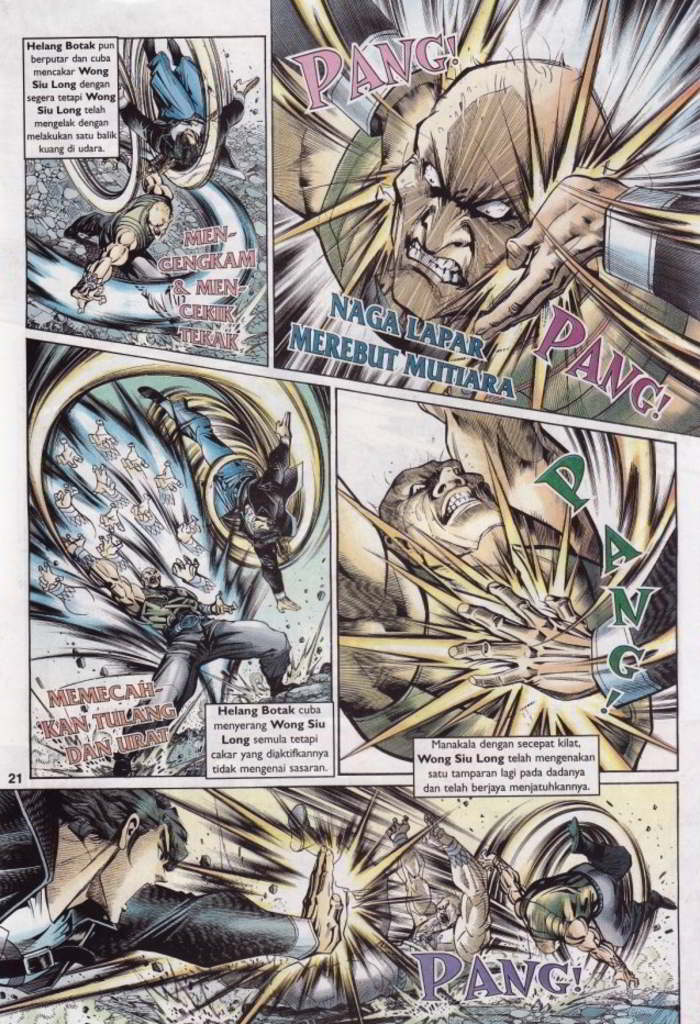 Helang Botak pun
berputar dan cuba
mencakar Wong
Siu Long dengan
segera tetapi Wong
Siu Long telah
mengelak dengan
melakukan satu balik
kuang di udara.
MEN-
CENGKAM
& MEN-
CEKIK
TEKAK
PANG!
NAGA LAPAR
MEREBUT MUTIARA
PANG!
MEMECAH-
KAN TULANG
DAN URAT
Helang Botak cuba
menyerang Wong Siu
Long semula tetapi
cakar yang diaktifkannya
tidak mengenai sasaran.
PANG!
Manakala dengan secepat kilat,
Wong Siu Long telah mengenakan
satu tamparan lagi pada dadanya
dan telah berjaya menjatuhkannya.
21
PANG!